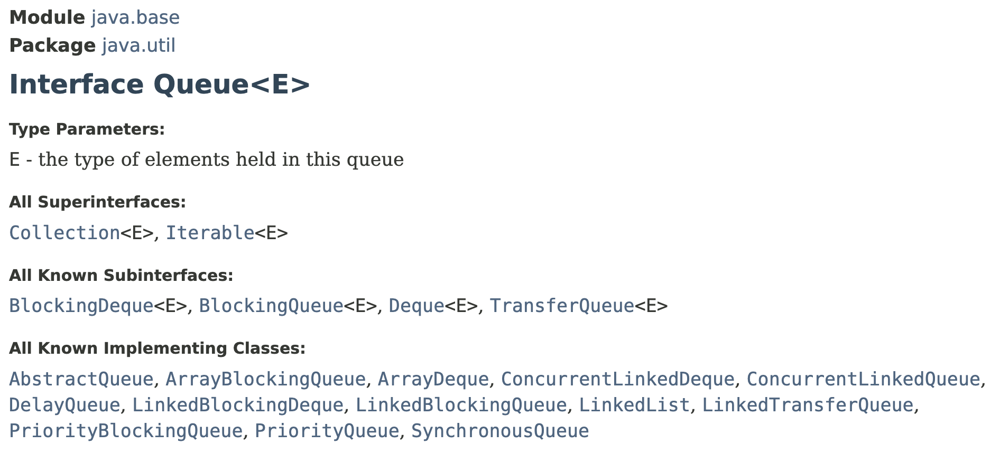 Module java.base
Package java.util
Interface Queue<E>
Type Parameters:
E - the type of elements held in this queue
All Superinterfaces:
Collection<E>, Iterable<E>
All Known Subinterfaces:
BlockingDeque<E>, BlockingQueue<E>, Deque<E>, TransferQueue<E>
All Known Implementing Classes:
AbstractQueue, ArrayBlockingQueue, ArrayDeque, ConcurrentLinkedDeque, ConcurrentLinkedQueue,
DelayQueue, LinkedBlockingDeque, LinkedBlockingQueue, LinkedList, LinkedTransferQueue,
PriorityBlockingQueue, PriorityQueue, SynchronousQueue